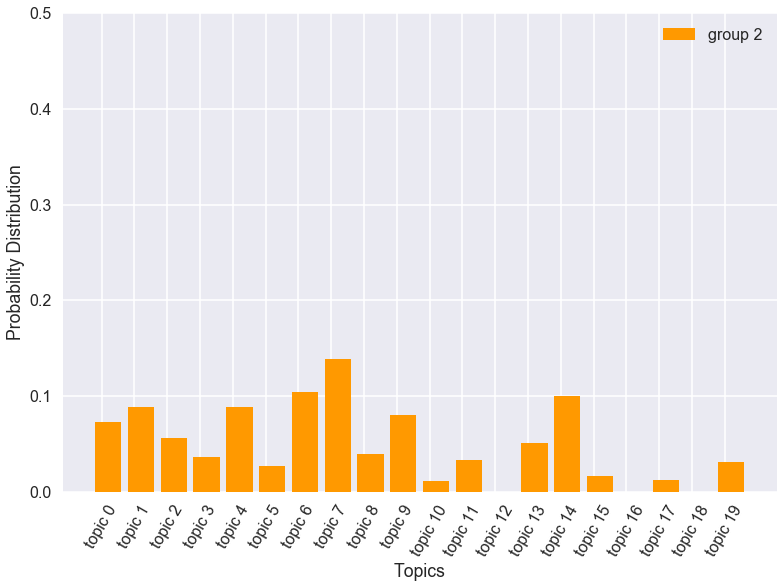 0.5
group 2
0.4
0.3
0.2
0.1
0.0
Probability Distribution
topic 0
topic 1
topic 2
topic 3
topic 4
topic 5
topic 6
topic 7
topic 8
topic 9
topic 10
topic 11
topic 12
topic 13
topic 14
topic 15
topic 16
topic 17
topic 18
topic 19
Topics